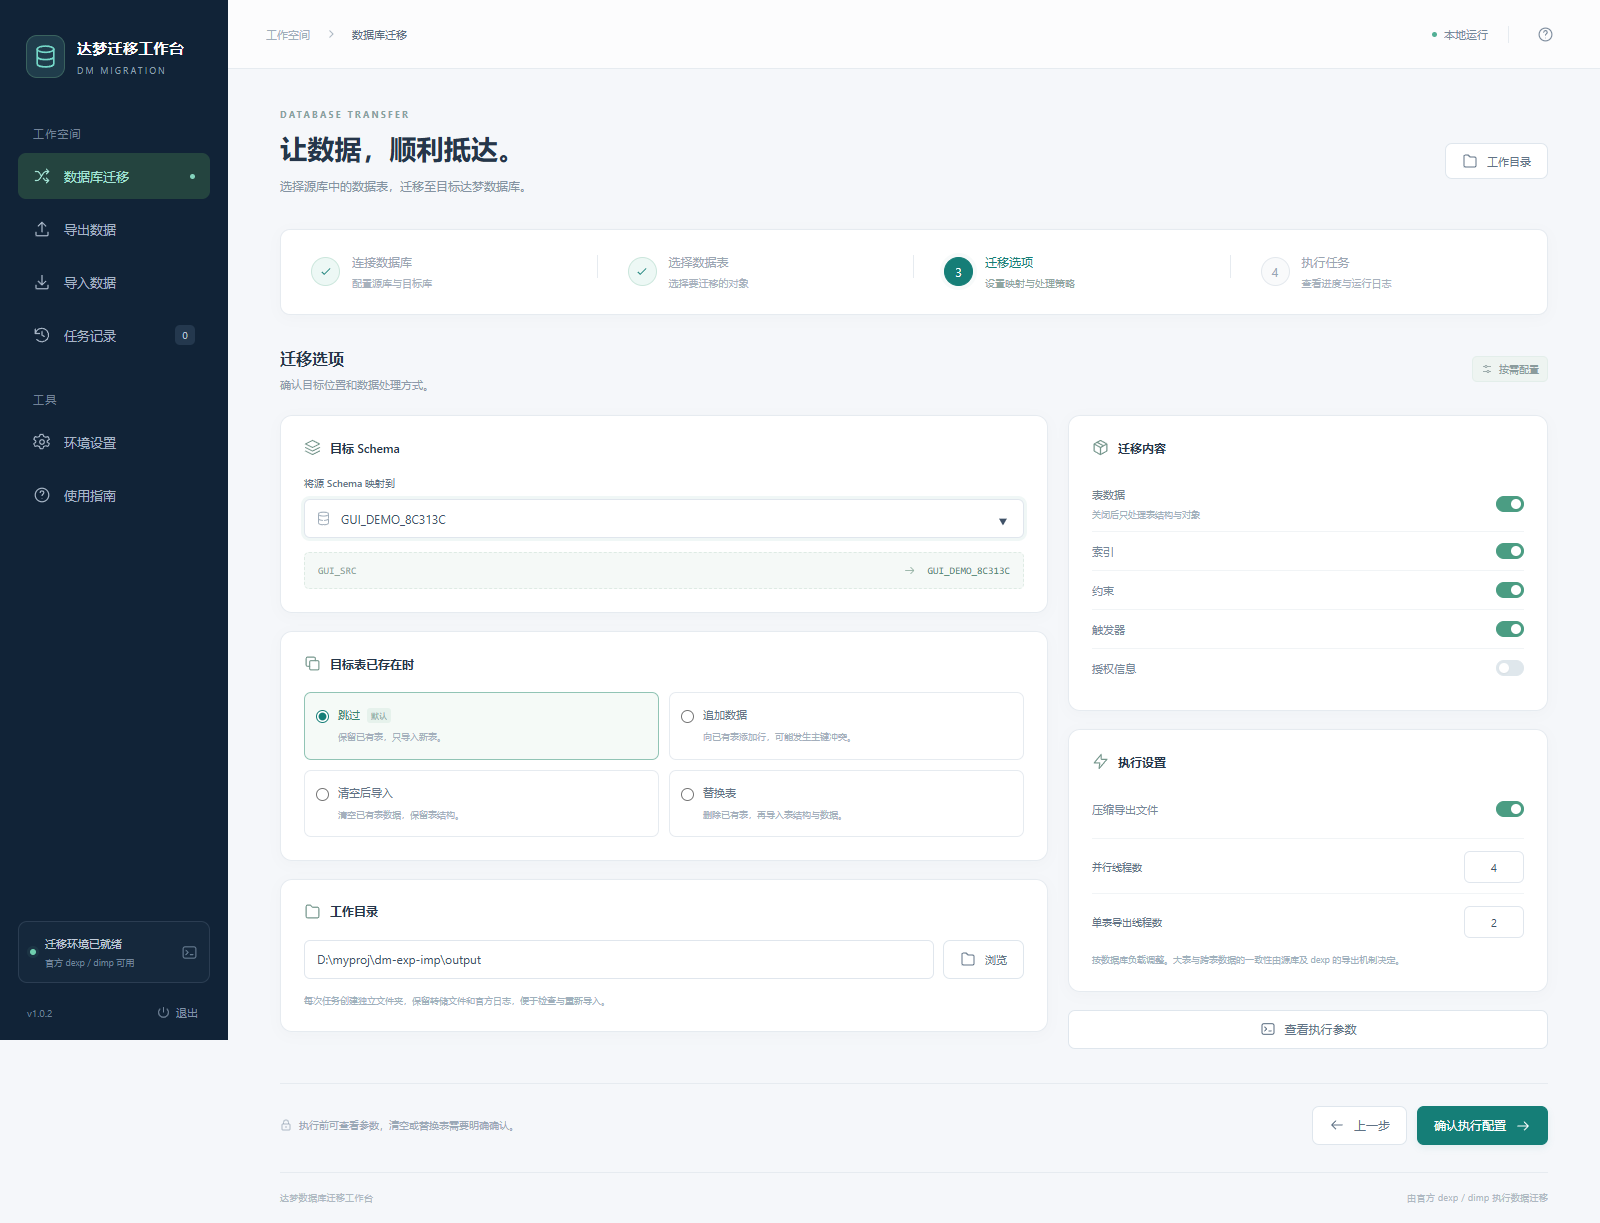 达梦迁移工作台
DM MIGRATION
工作空间
数据库迁移
导出数据
导入数据
任务记录
0
工具
环境设置
使用指南
迁移环境已就绪
官方 dexp / dimp 可用
v1.0.2
退出
工作空间
数据库迁移
本地运行
DATABASE TRANSFER
让数据，顺利抵达。
选择源库中的数据表，迁移至目标达梦数据库。
工作目录
连接数据库
配置源库与目标库
选择数据表
选择要迁移的对象
3
迁移选项
设置映射与处理策略
4
执行任务
查看进度与运行日志
迁移选项
确认目标位置和数据处理方式。
按需配置
目标 Schema
将源 Schema 映射到
GUI_DEMO_8C313C
GUI_SRC
GUI_DEMO_8C313C
目标表已存在时
跳过 默认
保留已有表，只导入新表。
追加数据
向已有表添加行，可能发生主键冲突。
清空后导入
清空已有表数据，保留表结构。
替换表
删除已有表，再导入表结构与数据。
工作目录
D:\myproj\dm-exp-imp\output
浏览
每次任务创建独立文件夹，保留转储文件和官方日志，便于检查与重新导入。
迁移内容
表数据
关闭后只处理表结构与对象
索引
约束
触发器
授权信息
执行设置
压缩导出文件
并行线程数
4
单表导出线程数
2
按数据库负载调整。大表与跨表数据的一致性由源库及 dexp 的导出机制决定。
查看执行参数
执行前可查看参数，清空或替换表需要明确确认。
上一步
确认执行配置
达梦数据库迁移工作台
由官方 dexp / dimp 执行数据迁移